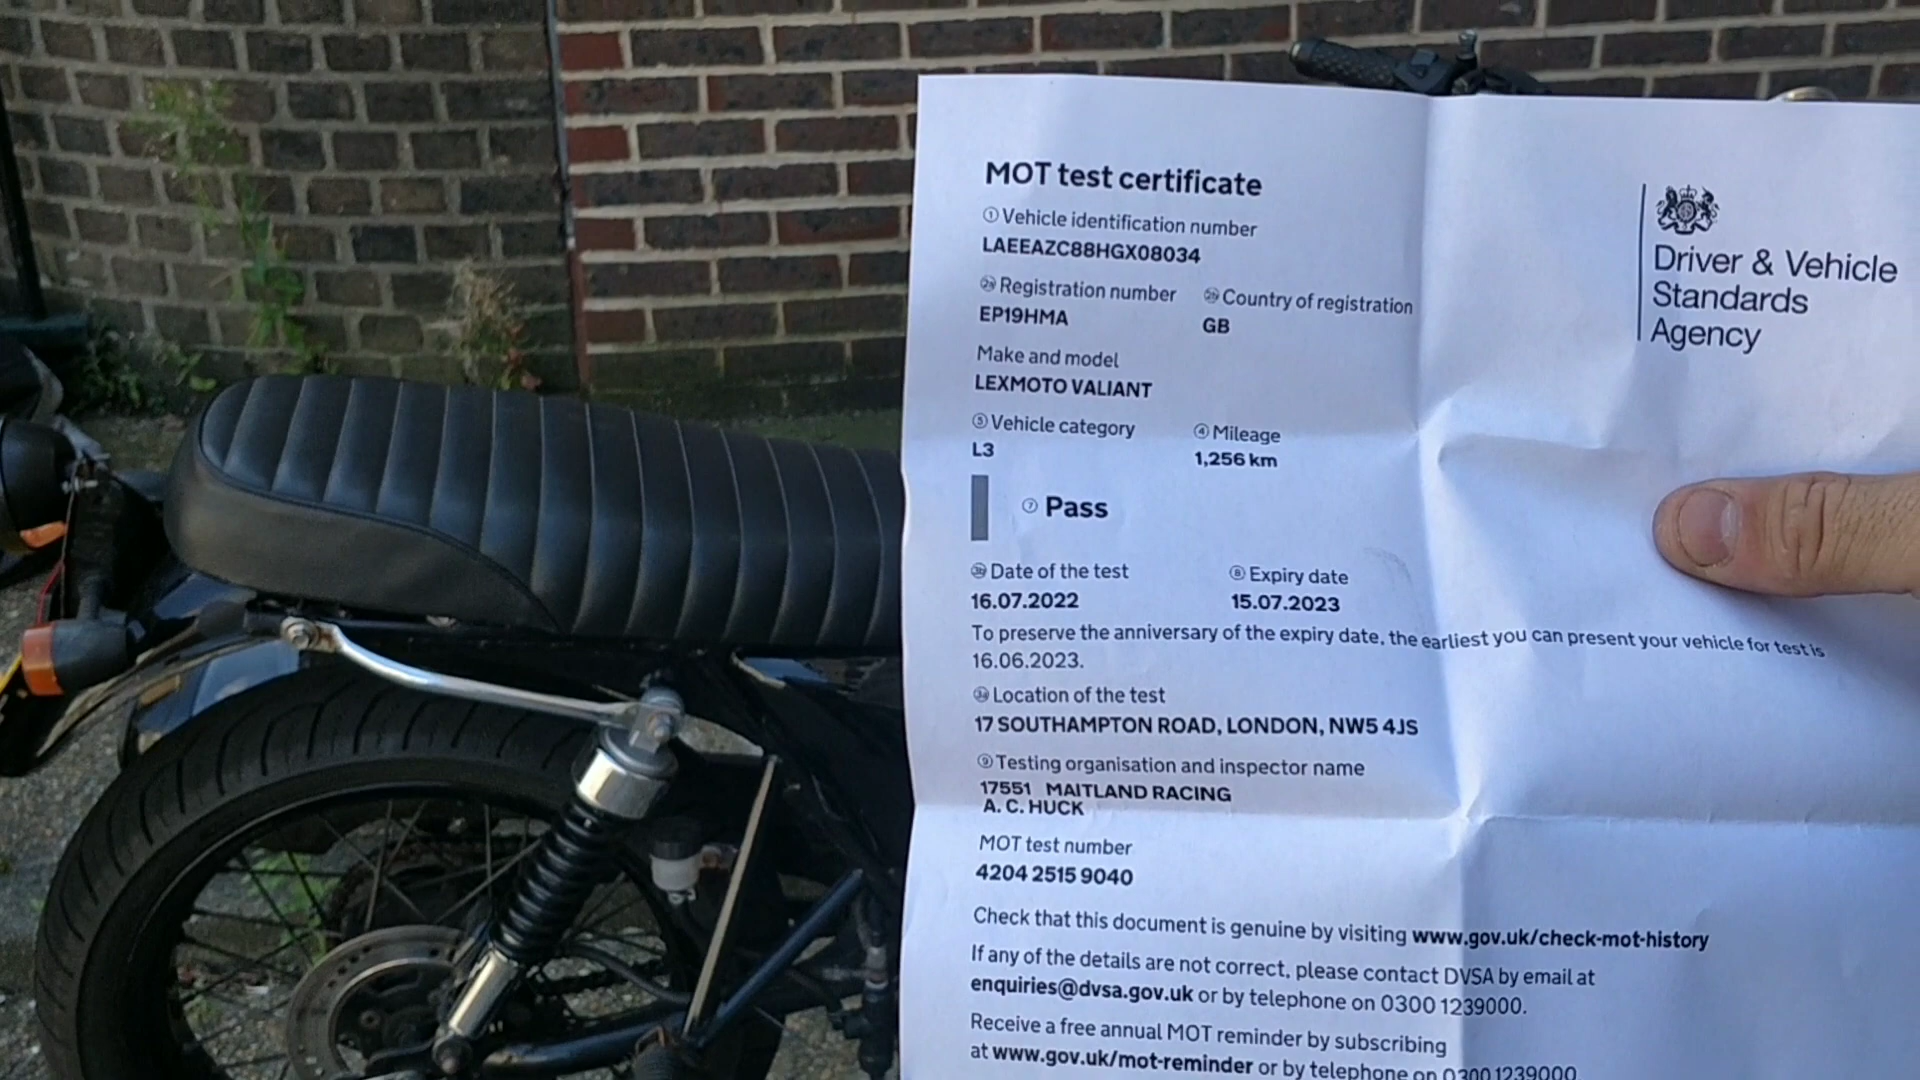 MOT test certificate
① Vehicle identification number
LAEEAZC88HGX08034
Registration number Country of registration
EP19HMA GB
Make and model
LEXMOTO VALIANT
⑤ Vehicle category ④ Mileage
L3 1,256 km
⑦ Pass
Date of the test ⑧ Expiry date
16.07.2022 15.07.2023
To preserve the anniversary of the expiry date, the earliest you can present your vehicle for test is
16.06.2023.
Location of the test
17 SOUTHAMPTON ROAD, LONDON, NW5 4JS
⑨ Testing organisation and inspector name
17551 MAITLAND RACING
A. C. HUCK
MOT test number
4204 2515 9040
Check that this document is genuine by visiting www.gov.uk/check-mot-history
If any of the details are not correct, please contact DVSA by email at
enquiries@dvsa.gov.uk or by telephone on 0300 1239000.
Receive a free annual MOT reminder by subscribing
at www.gov.uk/mot-reminder or by telephone on 0300 1239000
Driver & Vehicle
Standards
Agency